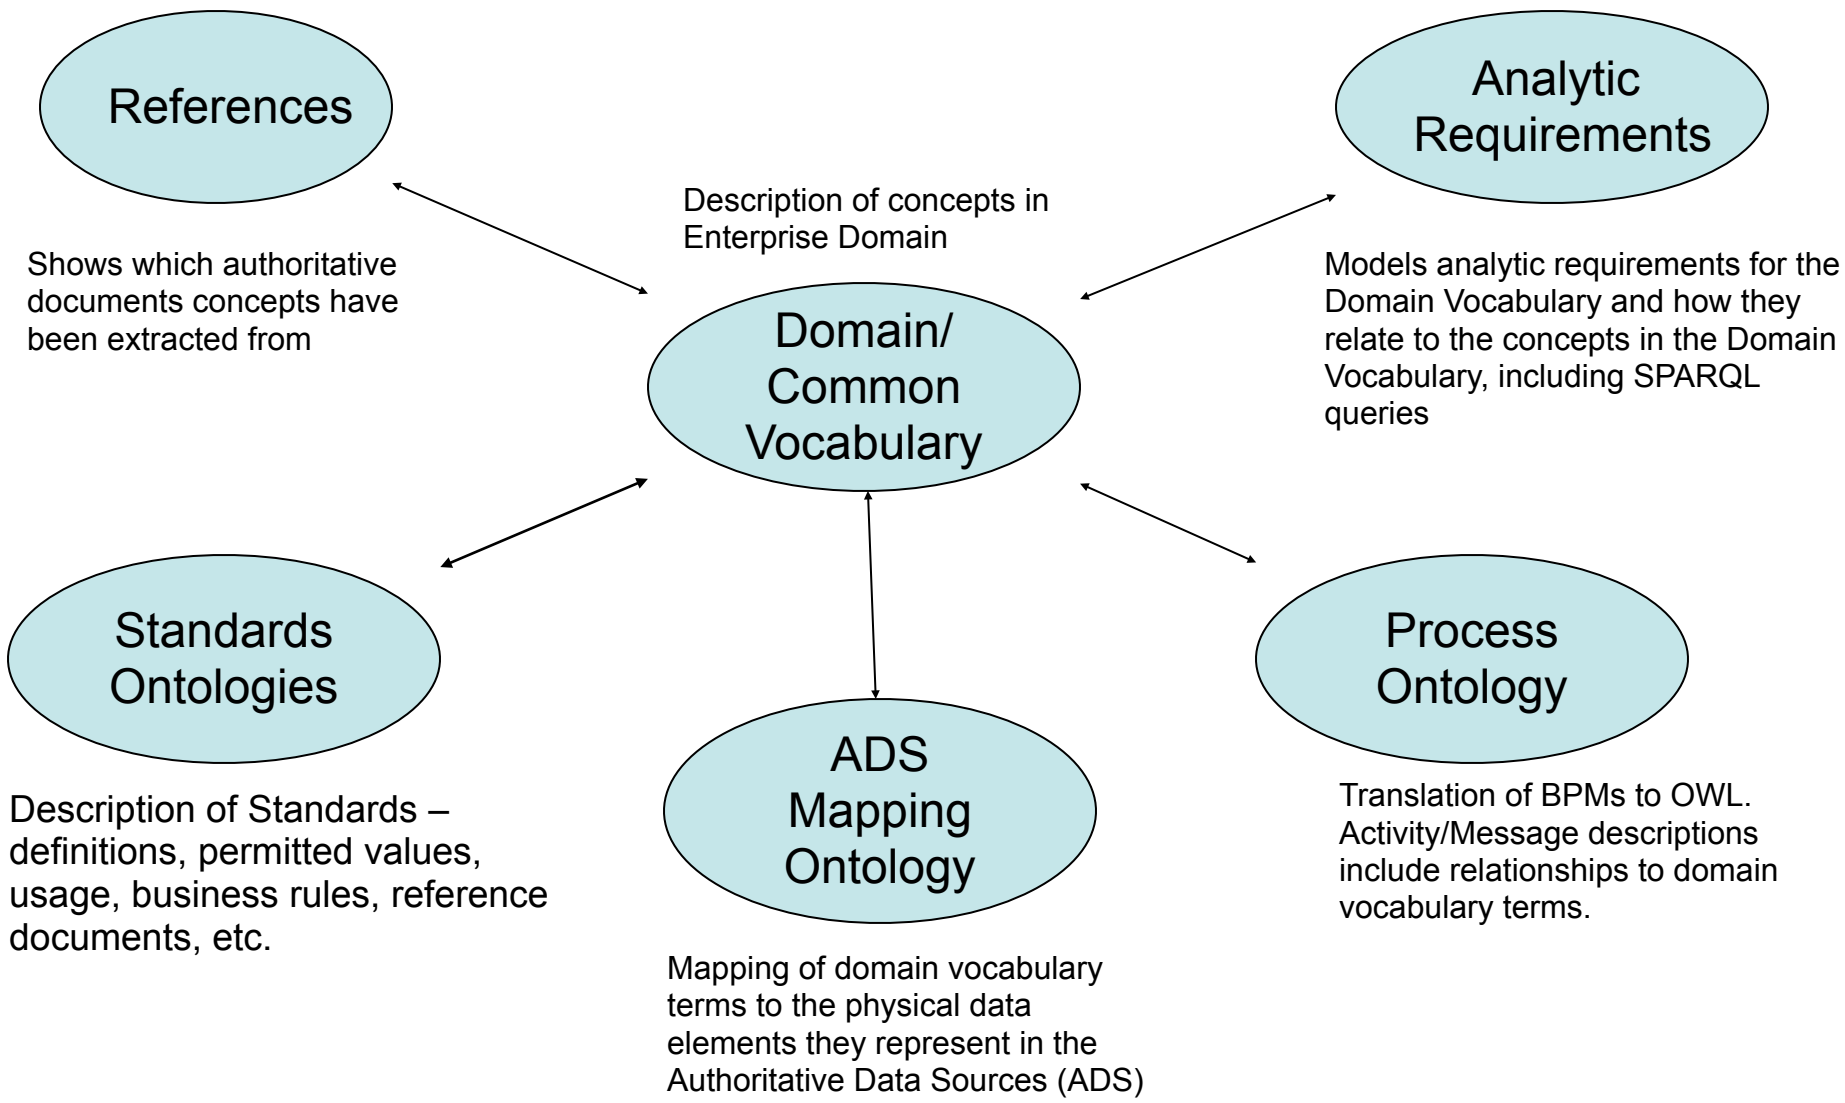 References
Shows which authoritative
documents concepts have
been extracted from
Description of concepts in
Enterprise Domain
Domain/
Common
Vocabulary
Analytic
Requirements
Models analytic requirements for the
Domain Vocabulary and how they
relate to the concepts in the Domain
Vocabulary, including SPARQL
queries
Standards
Ontologies
Description of Standards –
definitions, permitted values,
usage, business rules, reference
documents, etc.
ADS
Mapping
Ontology
Mapping of domain vocabulary
terms to the physical data
elements they represent in the
Authoritative Data Sources (ADS)
Process
Ontology
Translation of BPMs to OWL.
Activity/Message descriptions
include relationships to domain
vocabulary terms.